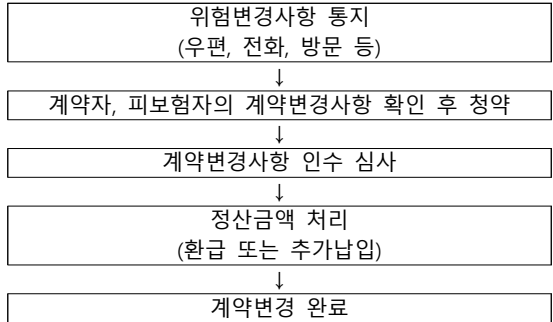 위험변경사항 통지
(우편, 전화, 방문 등)
↓
계약자, 피보험자의 계약변경사항 확인 후 청약
↓
계약변경사항 인수 심사
↓
정산금액 처리
(환급 또는 추가납입)
↓
계약변경 완료